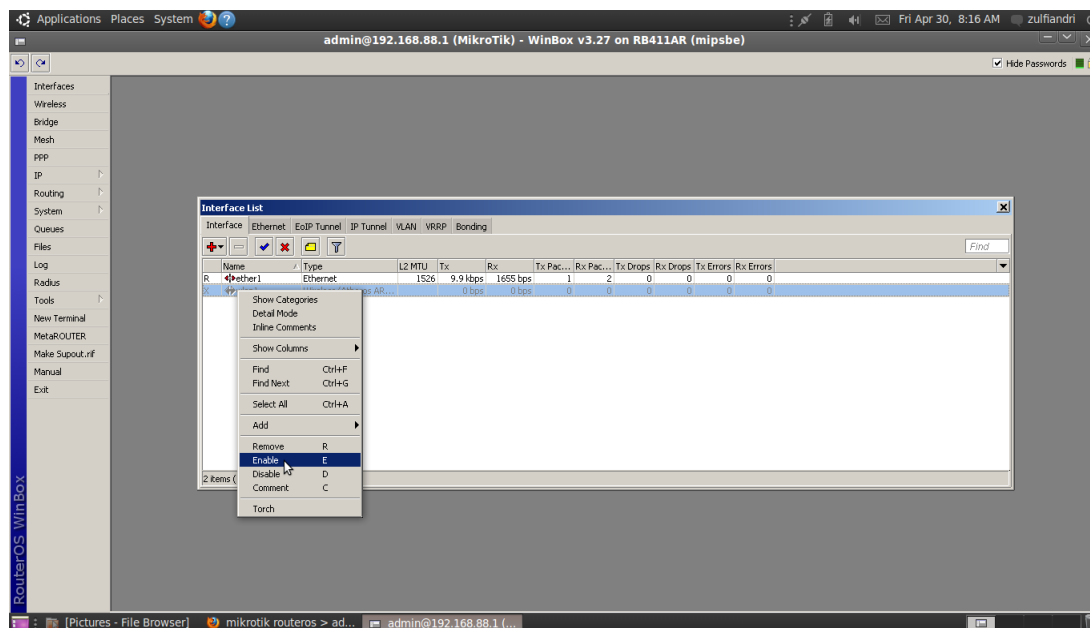 Applications Places System
Fri Apr 30, 8:16 AM zulfiandri
admin@192.168.88.1 (MikroTik) - WinBox v3.27 on RB411AR (mipsbe)
Hide Passwords
Interfaces
Wireless
Bridge
Mesh
PPP
IP
Routing
System
Queues
Files
Log
Radius
Tools
New Terminal
MetaROUTER
Make Supout.rif
Manual
Exit
RouterOS WinBox
Interface List
Interface Ethernet EoIP Tunnel IP Tunnel VLAN VRRP Bonding
Find
Name Type L2 MTU Tx Rx Tx Pac... Rx Pac... Tx Drops Rx Drops Tx Errors Rx Errors
R ether1 Ethernet 1526 9.9 kbps 1655 bps 1 2 0 0 0 0
X AR... 0 bps 0 bps 0 0 0 0 0 0
Show Categories
Detail Mode
Inline Comments
Show Columns
Find Ctrl+F
Find Next Ctrl+G
Select All Ctrl+A
Add
Remove R
Enable E
Disable D
Comment C
Torch
2 items (
[Pictures - File Browser] mikrotik routeros > ad... admin@192.168.88.1 (...